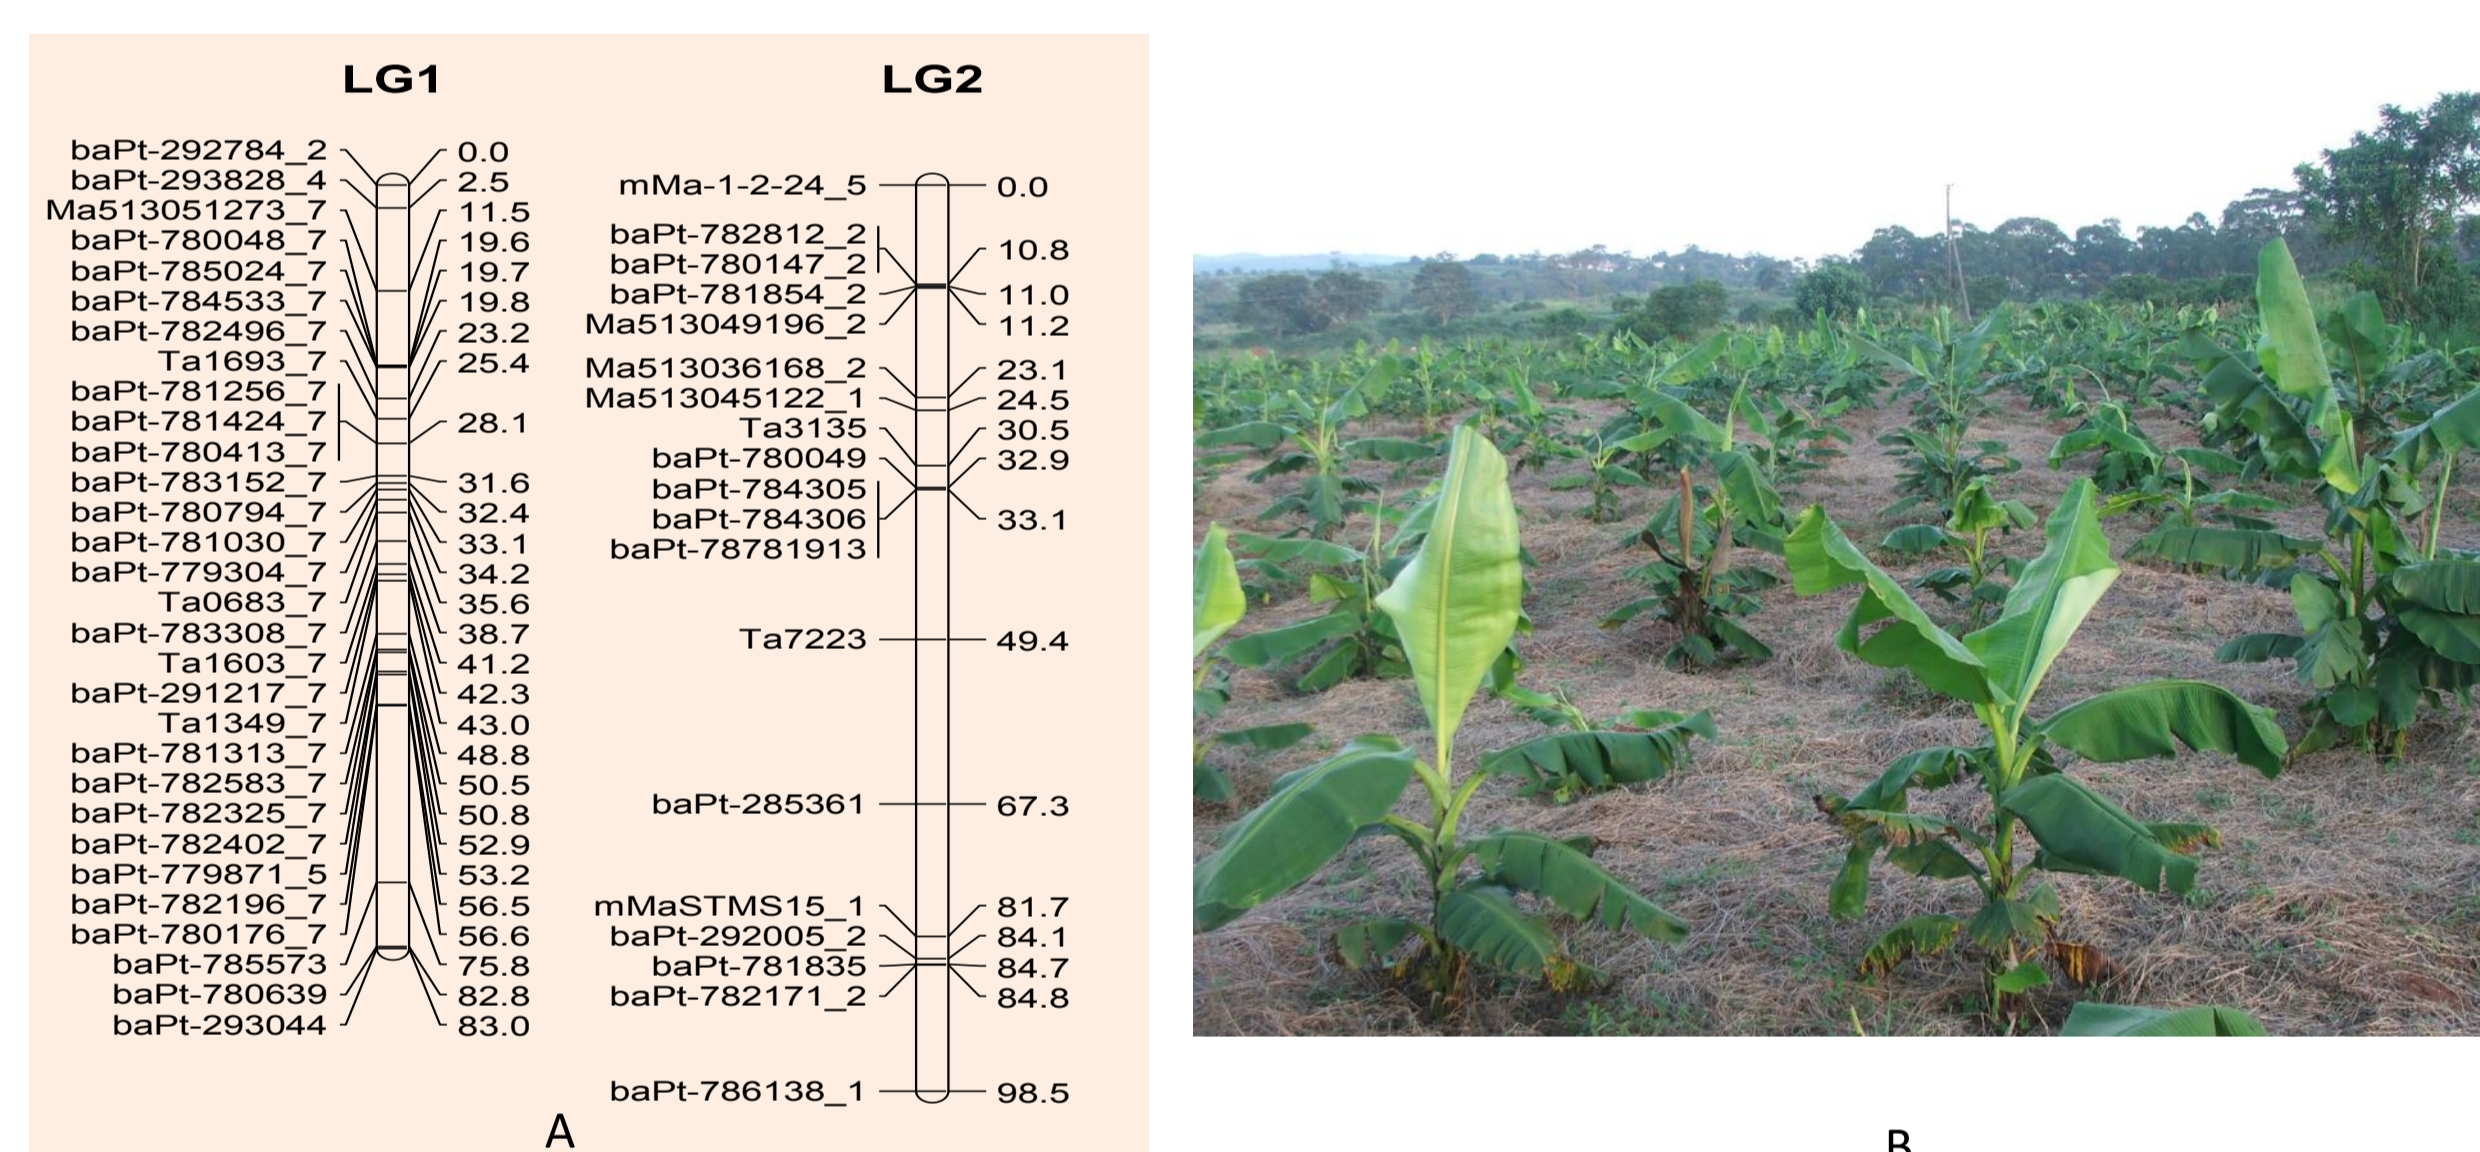 LG1
baPt-292784_2 0.0
baPt-293828_4 2.5
Ma513051273_7 11.5
baPt-780048_7 19.6
baPt-785024_7 19.7
baPt-784533_7 19.8
baPt-782496_7 23.2
Ta1693_7 25.4
baPt-781256_7
baPt-781424_7 28.1
baPt-780413_7
baPt-783152_7 31.6
baPt-780794_7 32.4
baPt-781030_7 33.1
baPt-779304_7 34.2
Ta0683_7 35.6
baPt-783308_7 38.7
Ta1603_7 41.2
baPt-291217_7 42.3
Ta1349_7 43.0
baPt-781313_7 48.8
baPt-782583_7 50.5
baPt-782325_7 50.8
baPt-782402_7 52.9
baPt-779871_5 53.2
baPt-782196_7 56.5
baPt-780176_7 56.6
baPt-785573 75.8
baPt-780639 82.8
baPt-293044 83.0
LG2
mMa-1-2-24_5 0.0
baPt-782812_2
baPt-780147_2 10.8
baPt-781854_2 11.0
Ma513049196_2 11.2
Ma513036168_2 23.1
Ma513045122_1 24.5
Ta3135 30.5
baPt-780049 32.9
baPt-784305
baPt-784306 33.1
baPt-78781913
Ta7223 49.4
baPt-285361 67.3
mMaSTMS15_1 81.7
baPt-292005_2 84.1
baPt-781835 84.7
baPt-782171_2 84.8
baPt-786138_1 98.5
A
B